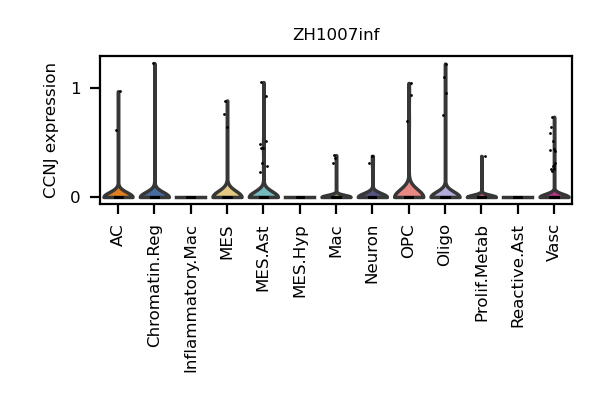 ZH1007inf
CCNJ expression
1
0
AC
Chromatin.Reg
Inflammatory.Mac
MES
MES.Ast
MES.Hyp
Mac
Neuron
OPC
Oligo
Prolif.Metab
Reactive.Ast
Vasc